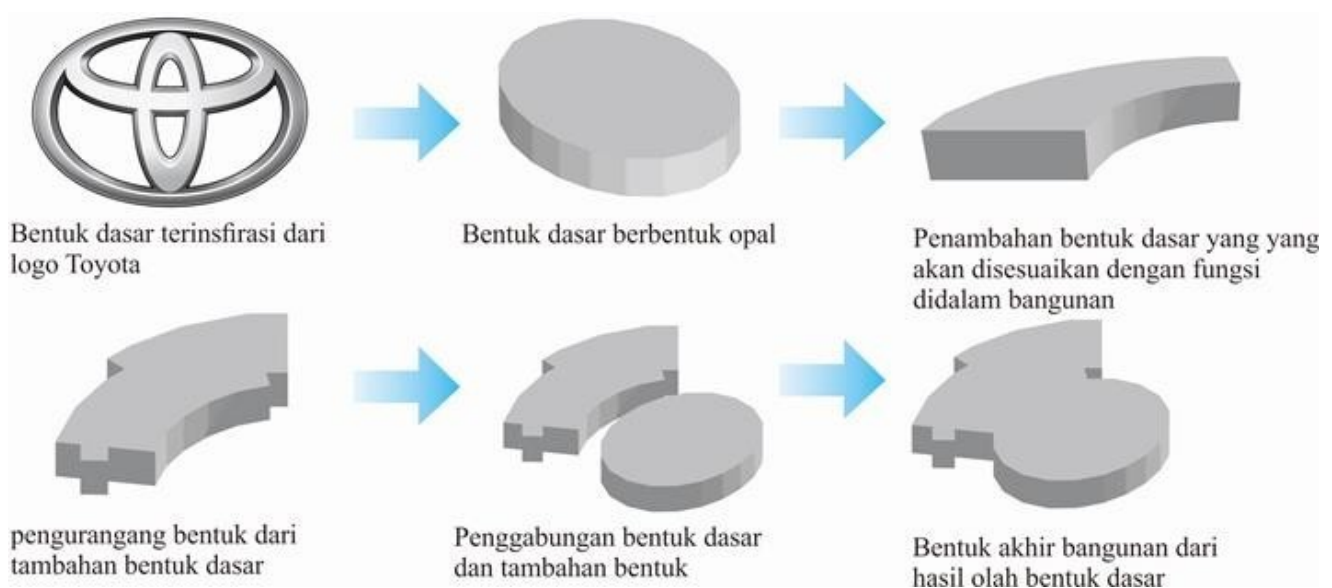 Bentuk dasar terinsfirasi dari
logo Toyota
Bentuk dasar berbentuk opal
Penambahan bentuk dasar yang yang
akan disesuaikan dengan fungsi
didalam bangunan
pengurangang bentuk dari
tambahan bentuk dasar
Penggabungan bentuk dasar
dan tambahan bentuk
Bentuk akhir bangunan dari
hasil olah bentuk dasar